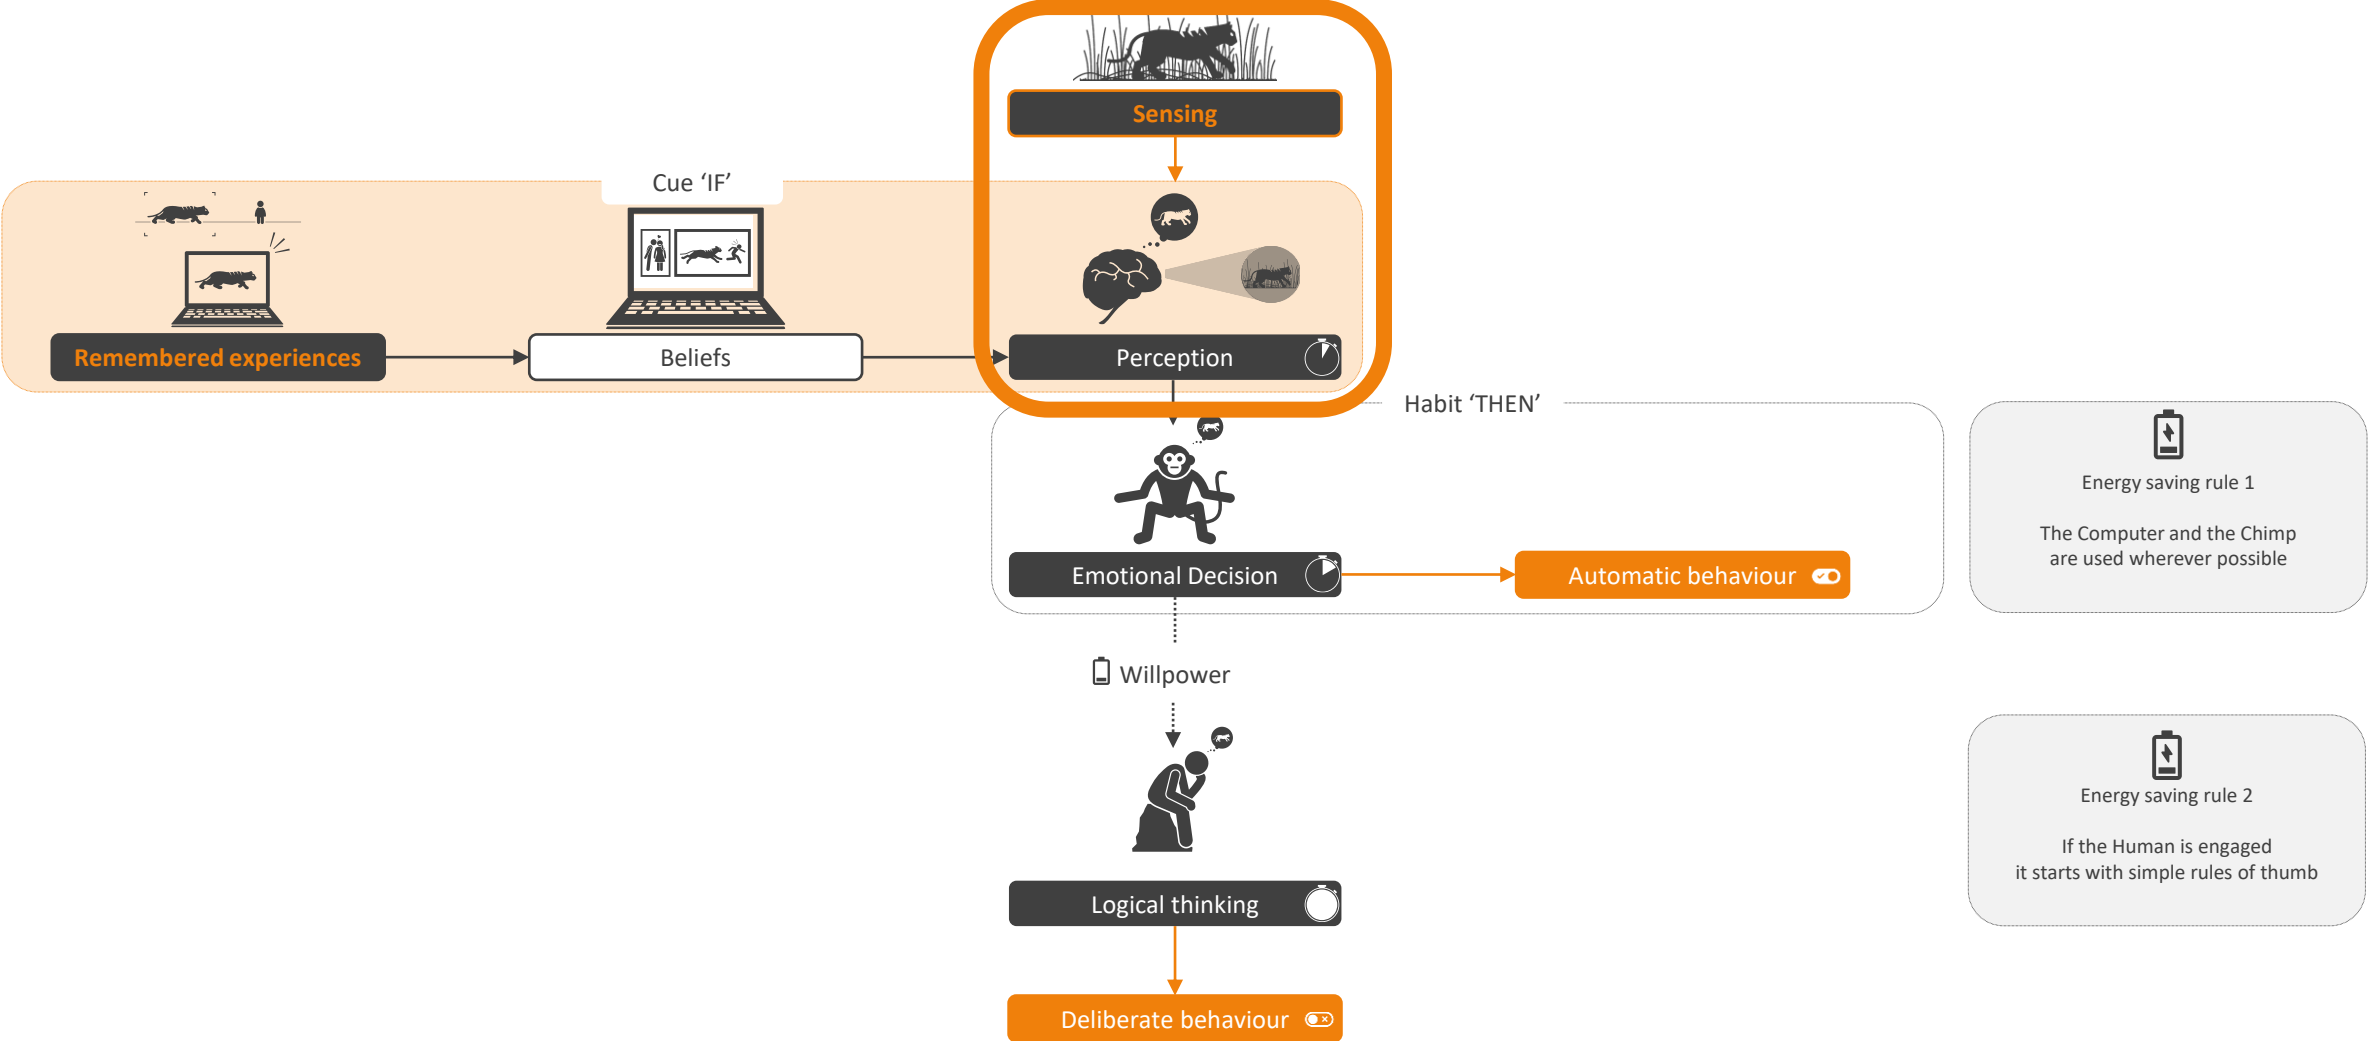 Sensing
Cue ‘IF’
Remembered experiences
Beliefs
Perception
Habit ‘THEN’
Emotional Decision
Automatic behaviour
Energy saving rule 1
The Computer and the Chimp
are used wherever possible
Willpower
Energy saving rule 2
If the Human is engaged
it starts with simple rules of thumb
Logical thinking
Deliberate behaviour